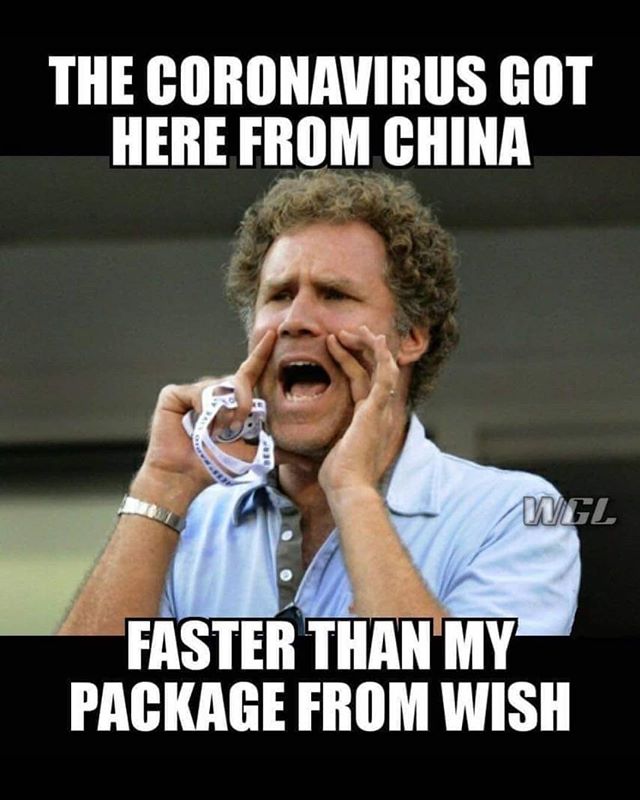 THE CORONAVIRUS GOT
HERE FROM CHINA
WGL
FASTER THAN MY
PACKAGE FROM WISH